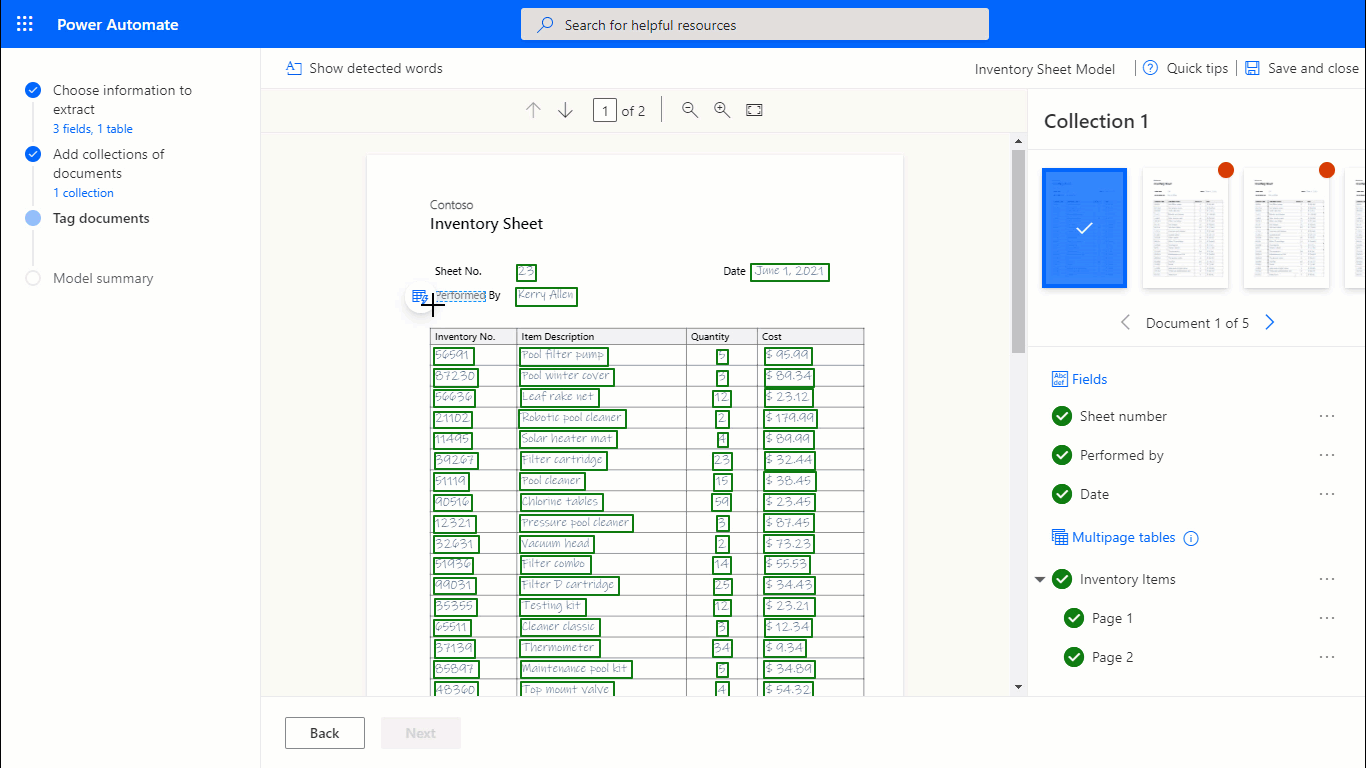 Power Automate
Search for helpful resources
Choose information to
extract
3 fields, 1 table
Add collections of
documents
1 collection
Tag documents
Model summary
Show detected words
Inventory Sheet Model
Quick tips
Save and close
1 of 2
Contoso
Inventory Sheet
Sheet No. 23 Date June 1, 2021
Performed By Kerry Allen
Inventory No. Item Description Quantity Cost
56591 Pool filter pump 5 $ 95.99
87230 Pool winter cover 3 $ 89.34
56636 Leaf rake net 12 $ 23.12
21102 Robotic pool cleaner 2 $ 179.99
11495 Solar heater mat 4 $ 89.99
39267 Filter cartridge 23 $ 32.44
51119 Pool cleaner 15 $ 38.45
90516 Chlorine tables 59 $ 23.45
12321 Pressure pool cleaner 3 $ 87.45
32631 Vacuum head 2 $ 73.23
51936 Filter combo 14 $ 55.53
99031 Filter D cartridge 25 $ 34.43
35355 Testing kit 12 $ 23.21
65511 Cleaner classic 3 $ 12.34
37139 Thermometer 34 $ 9.34
85897 Maintenance pool kit 5 $ 34.89
48360 Top mount valve 4 $ 54.32
Collection 1
Document 1 of 5
Abc
def
Fields
Sheet number
Performed by
Date
Multipage tables
Inventory Items
Page 1
Page 2
Back
Next